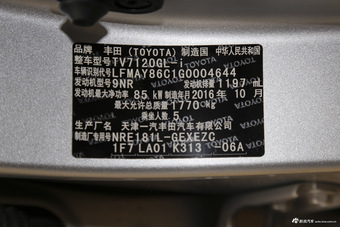 品牌 丰田 (TOYOTA) 制造国 中华人民共和国
整车型号 TV7120GL-i
车辆识别代号 LFMAY86C1G0004644
发动机型号 9NR 发动机排量 1197 mL
发动机最大净功率 85 kW 制造年月 2016 年 10 月
最大允许总质量 1770 kg
乘坐人数 5
生产厂名 天津一汽丰田汽车有限公司
制造厂管理号 NRE181L-GEXEZC
1F7 LA01 K313 -06A